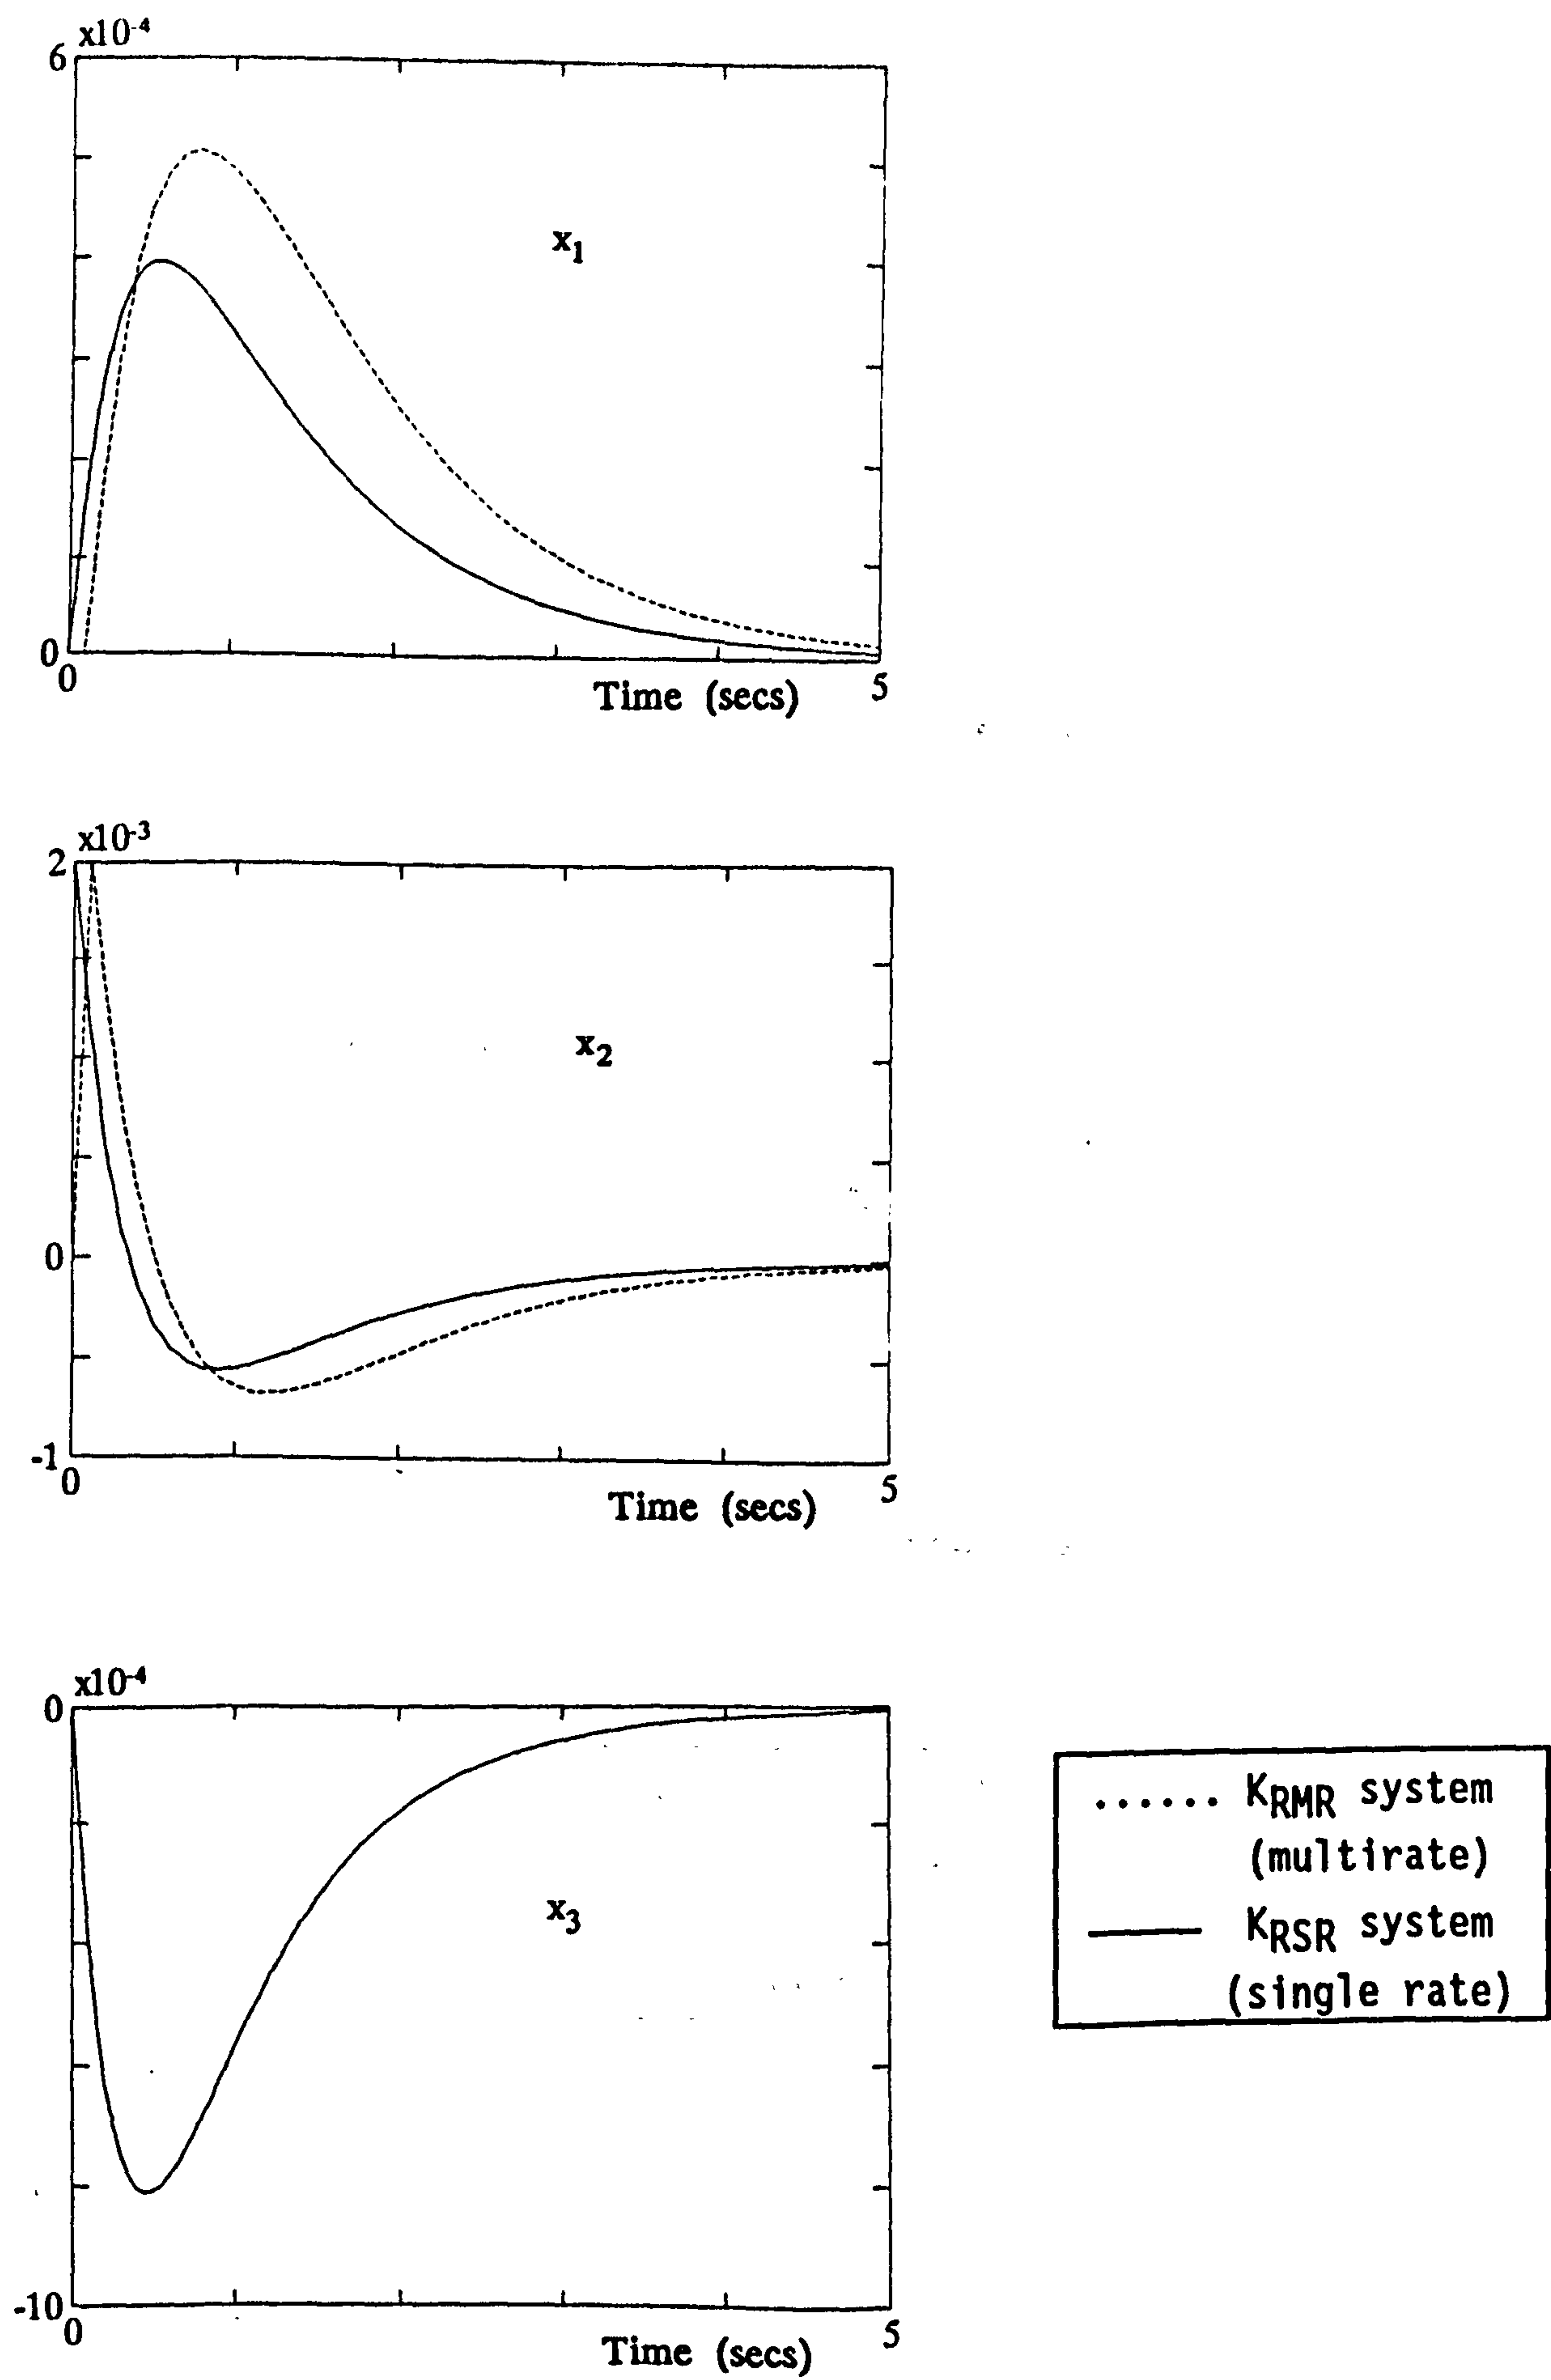 x10-4
6
x1
0
0
5
Time (secs)
x10-3
2
x2
0
-1
0
5
Time (secs)
x10-4
0
x3
-10
0
5
Time (secs)
KRMR system
(multirate)
KRSR system
(single rate)